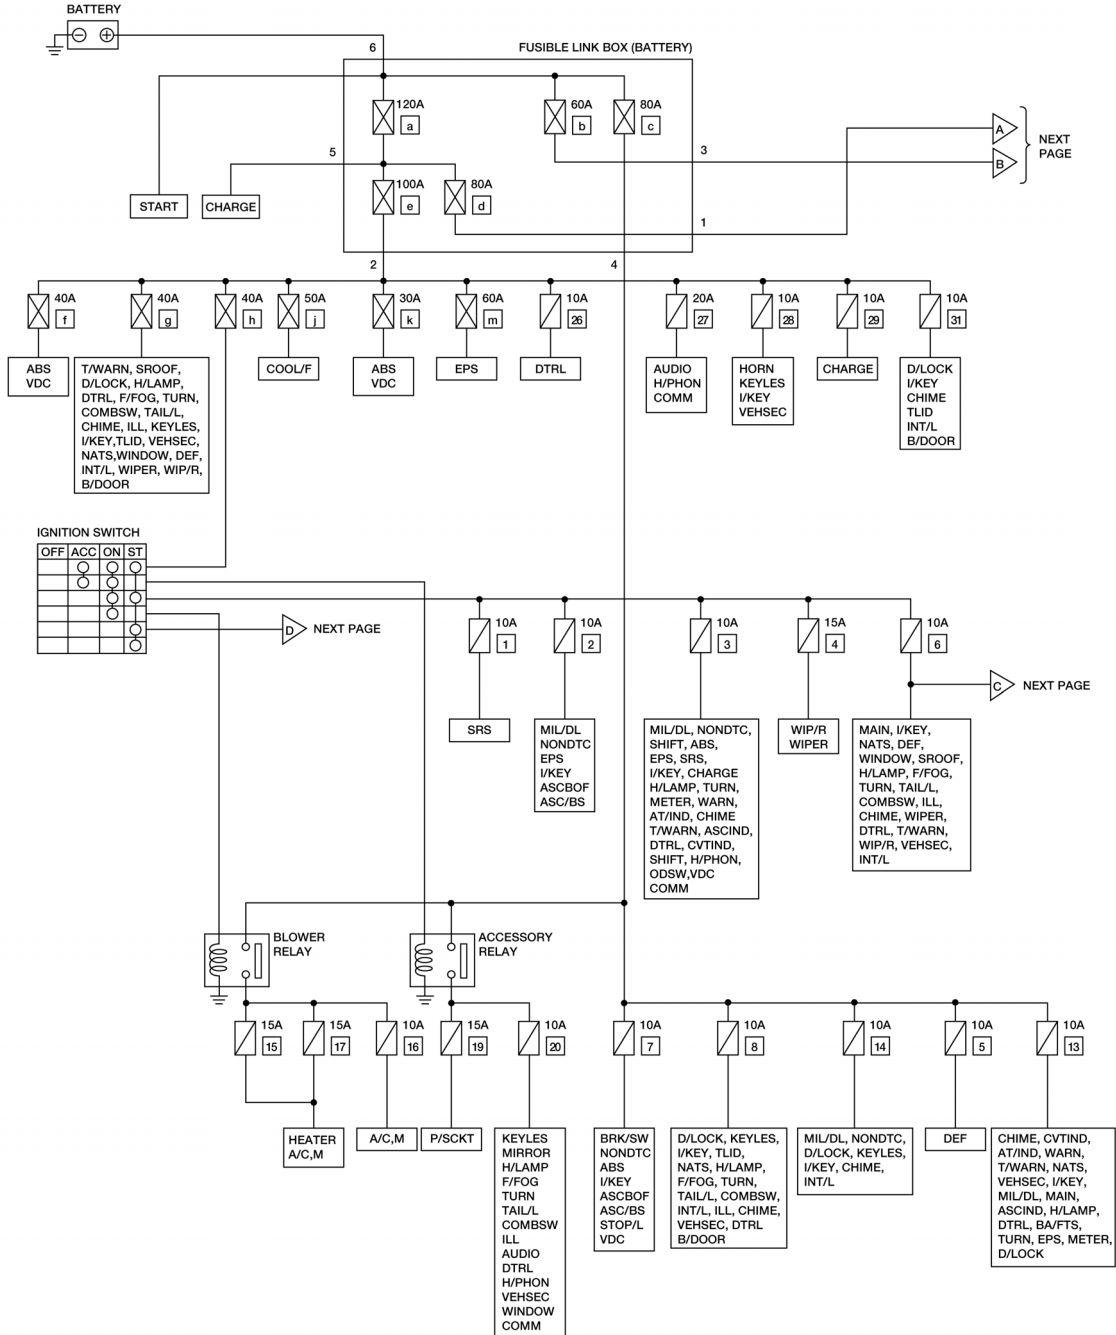 BATTERY
6
FUSIBLE LINK BOX (BATTERY)
120A
a
60A
b
80A
c
5
3
A
B
NEXT
PAGE
START
CHARGE
100A
e
80A
d
1
2
4
40A
f
40A
g
40A
h
50A
j
30A
k
60A
m
10A
26
20A
27
10A
28
10A
29
10A
31
ABS
VDC
T/WARN, SROOF,
D/LOCK, H/LAMP,
DTRL, F/FOG, TURN,
COMBSW, TAIL/L,
CHIME, ILL, KEYLES,
I/KEY,TLID, VEHSEC,
NATS,WINDOW, DEF,
INT/L, WIPER, WIP/R,
B/DOOR
COOL/F
ABS
VDC
EPS
DTRL
AUDIO
H/PHON
COMM
HORN
KEYLES
I/KEY
VEHSEC
CHARGE
D/LOCK
I/KEY
CHIME
TLID
INT/L
B/DOOR
IGNITION SWITCH
OFF ACC ON ST
D
NEXT PAGE
10A
1
10A
2
10A
3
15A
4
10A
6
C
NEXT PAGE
SRS
MIL/DL
NONDTC
EPS
I/KEY
ASCBOF
ASC/BS
MIL/DL, NONDTC,
SHIFT, ABS,
EPS, SRS,
I/KEY, CHARGE
H/LAMP, TURN,
METER, WARN,
AT/IND, CHIME
T/WARN, ASCIND,
DTRL, CVTIND,
SHIFT, H/PHON,
ODSW,VDC
COMM
WIP/R
WIPER
MAIN, I/KEY,
NATS, DEF,
WINDOW, SROOF,
H/LAMP, F/FOG,
TURN, TAIL/L,
COMBSW, ILL,
CHIME, WIPER,
DTRL, T/WARN,
WIP/R, VEHSEC,
INT/L
BLOWER
RELAY
ACCESSORY
RELAY
15A
15
15A
17
10A
16
15A
19
10A
20
10A
7
10A
8
10A
14
10A
5
10A
13
HEATER
A/C,M
A/C,M
P/SCKT
KEYLES
MIRROR
H/LAMP
F/FOG
TURN
TAIL/L
COMBSW
ILL
AUDIO
DTRL
H/PHON
VEHSEC
WINDOW
COMM
BRK/SW
NONDTC
ABS
I/KEY
ASCBOF
ASC/BS
STOP/L
VDC
D/LOCK, KEYLES,
I/KEY, TLID,
NATS, H/LAMP,
F/FOG, TURN,
TAIL/L, COMBSW,
INT/L, ILL, CHIME,
VEHSEC, DTRL
B/DOOR
MIL/DL, NONDTC,
D/LOCK, KEYLES,
I/KEY, CHIME,
INT/L
DEF
CHIME, CVTIND,
AT/IND, WARN,
T/WARN, NATS,
VEHSEC, I/KEY,
MIL/DL, MAIN,
ASCIND, H/LAMP,
DTRL, BA/FTS,
TURN, EPS, METER,
D/LOCK